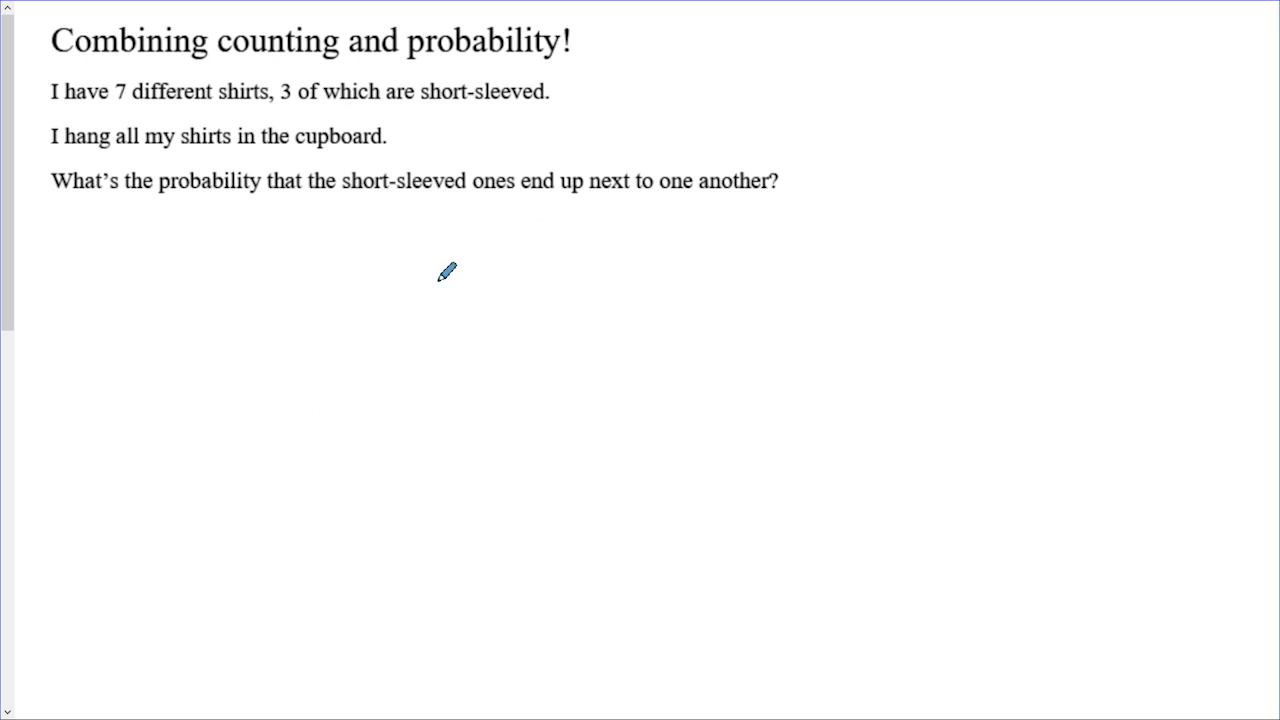 Combining counting and probability!
I have 7 different shirts, 3 of which are short-sleeved.
I hang all my shirts in the cupboard.
What’s the probability that the short-sleeved ones end up next to one another?